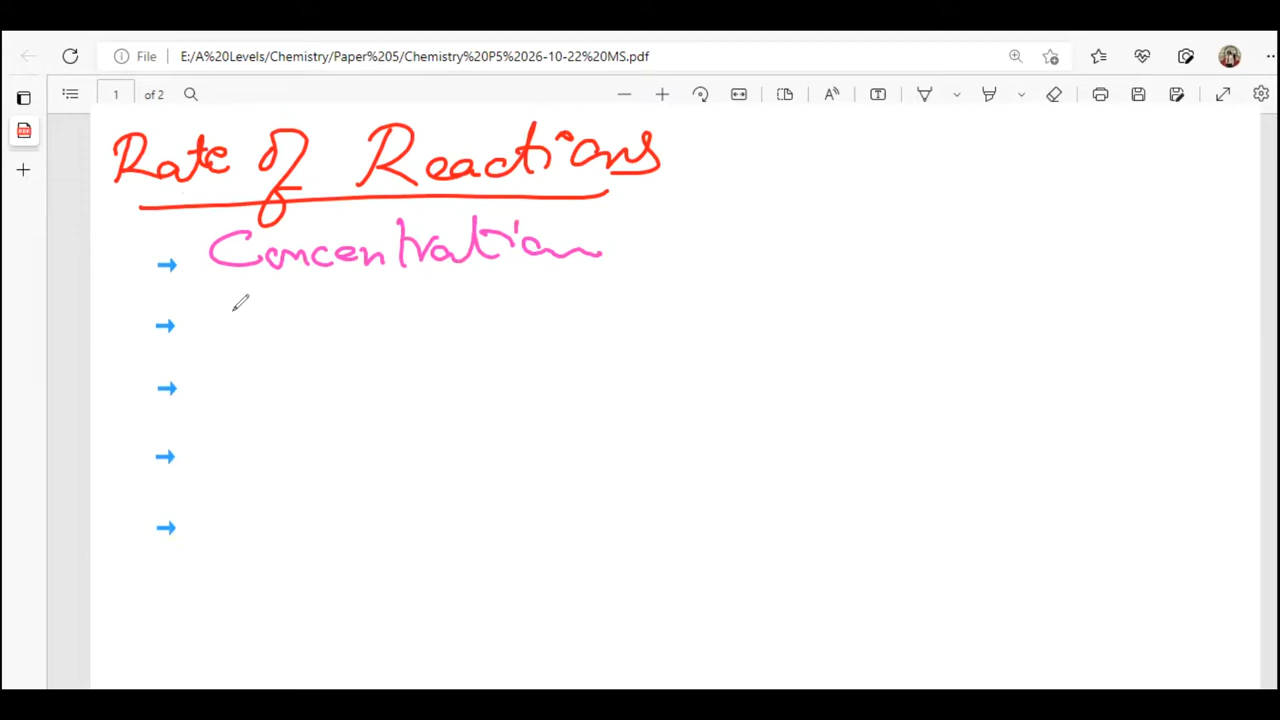 File E:/A%20Levels/Chemistry/Paper%205/Chemistry%20P5%2026-10-22%20MS.pdf
1 of 2
Rate of Reactions
→ Concentration
→
→
→
→